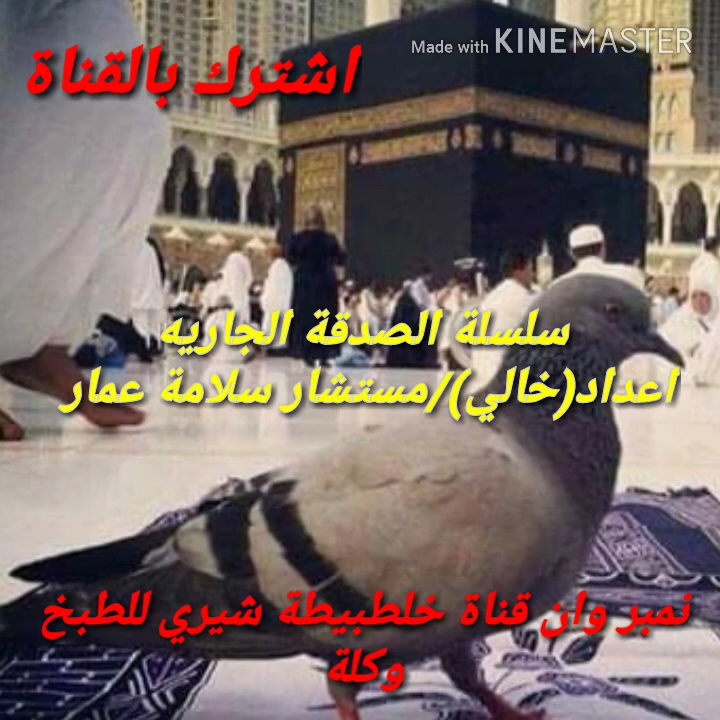 Made with KINEMASTER
اشترك بالقناة
سلسلة الصدقة الجاريه
اعداد(خالي)/مستشار سلامة عمار
نمبر وان قناة خلطبيطة شيري للطبخ
وكلة